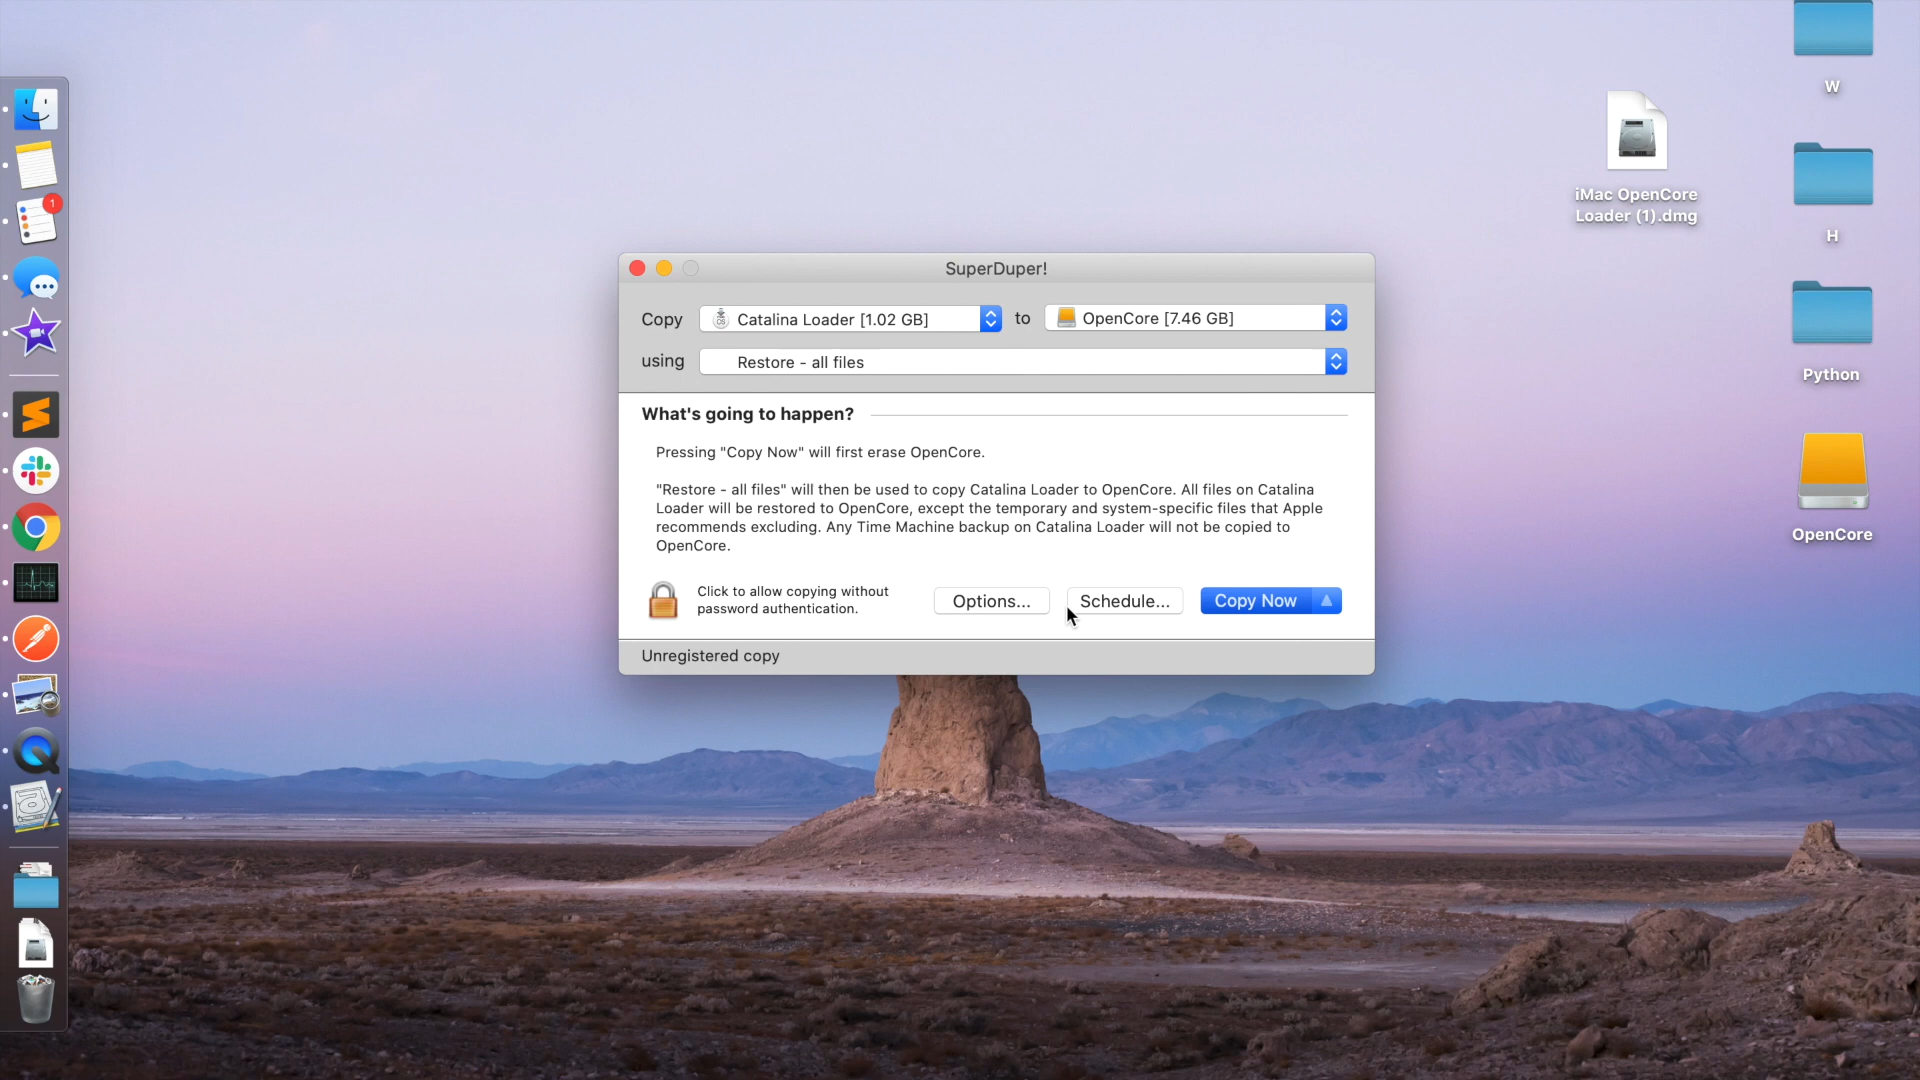 W
iMac OpenCore
Loader (1).dmg
H
Python
OpenCore
1
SuperDuper!
Copy
Catalina Loader [1.02 GB]
to
OpenCore [7.46 GB]
using
Restore - all files
What's going to happen?
Pressing "Copy Now" will first erase OpenCore.
"Restore - all files" will then be used to copy Catalina Loader to OpenCore. All files on Catalina
Loader will be restored to OpenCore, except the temporary and system-specific files that Apple
recommends excluding. Any Time Machine backup on Catalina Loader will not be copied to
OpenCore.
Click to allow copying without
password authentication.
Options...
Schedule...
Copy Now
Unregistered copy